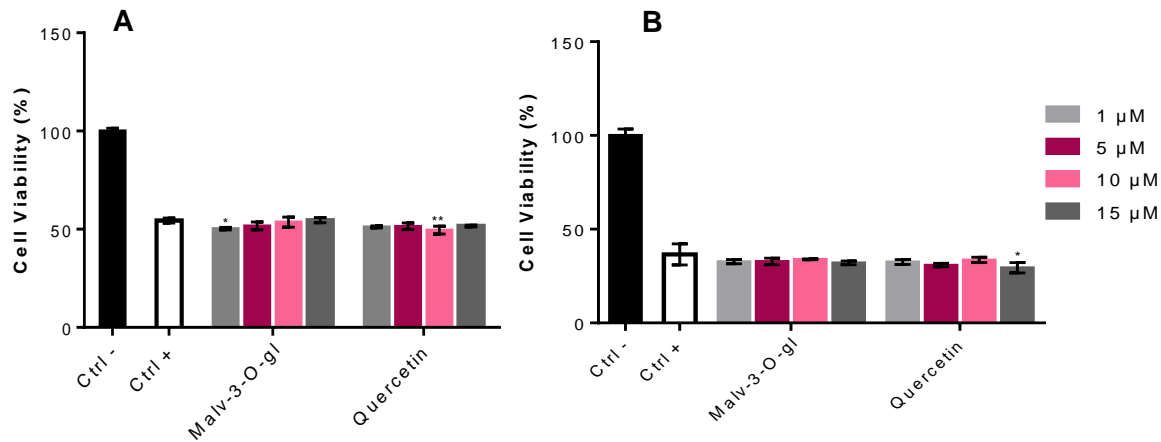 A
Cell Viability (%)
150
100
50
0
*
**
Ctrl -
Ctrl +
Malv-3-O-gl
Quercetin
B
Cell Viability (%)
150
100
50
0
*
Ctrl -
Ctrl +
Malv-3-O-gl
Quercetin
1 µM
5 µM
10 µM
15 µM